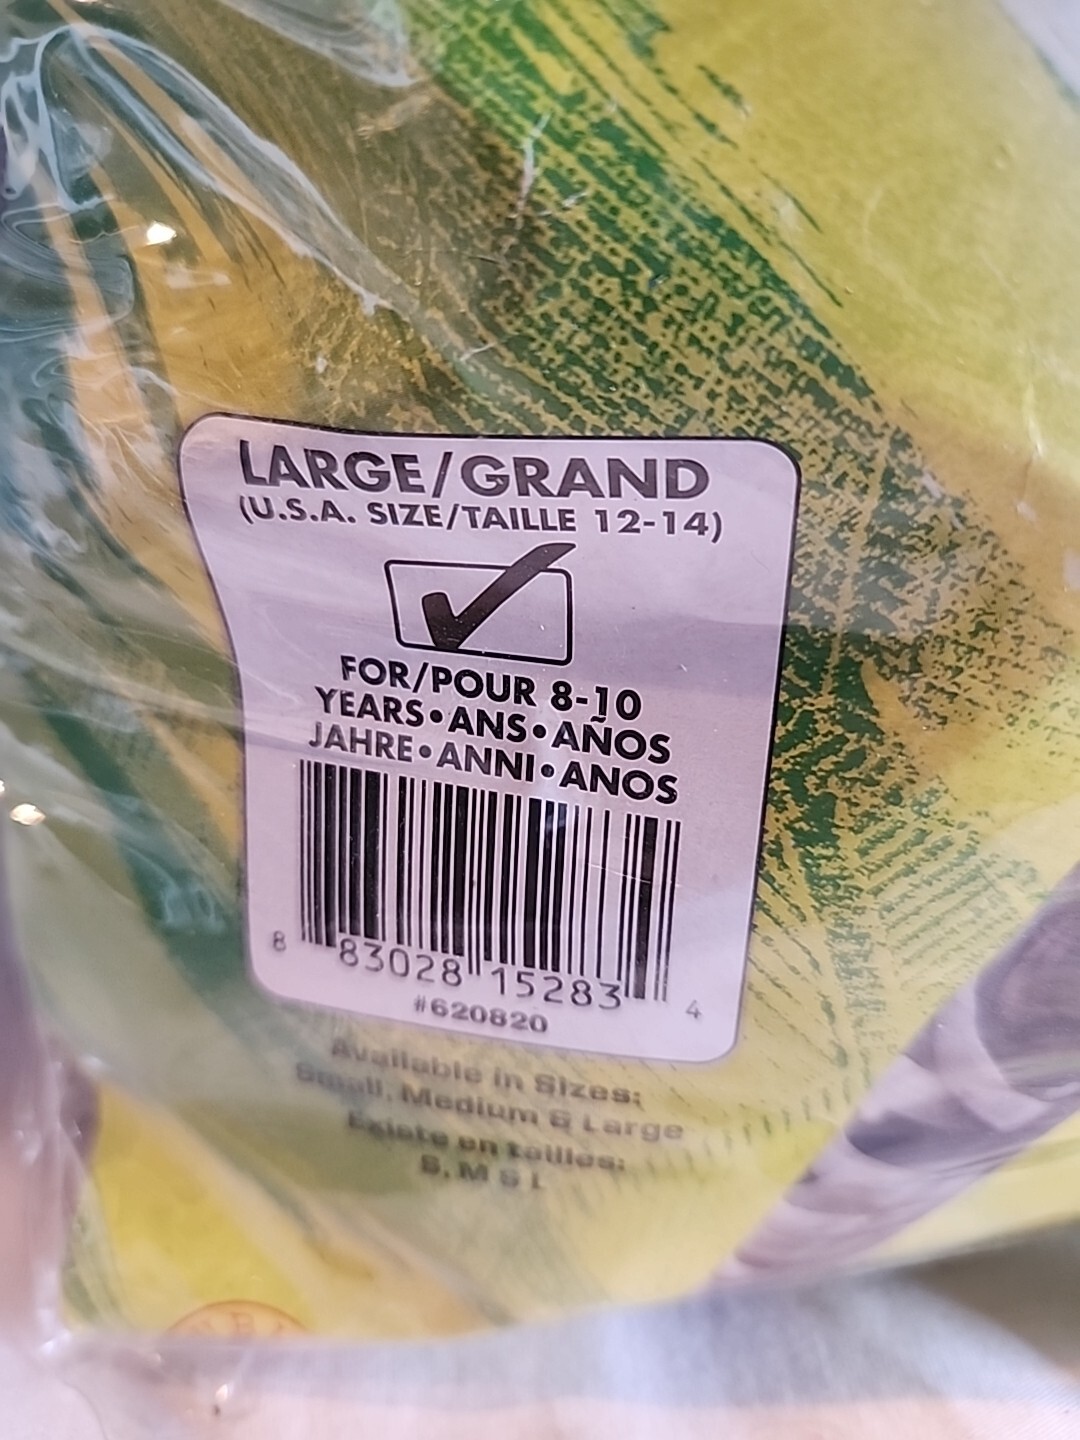 LARGE/GRAND
(U.S.A. SIZE/TAILLE 12-14)
FOR/POUR 8-10
YEARS•ANS•AÑOS
JAHRE•ANNI•ANOS
8 83028 15283 4
#620820
Available in Sizes:
Small, Medium & Large
Existe en tailles:
S, M & L